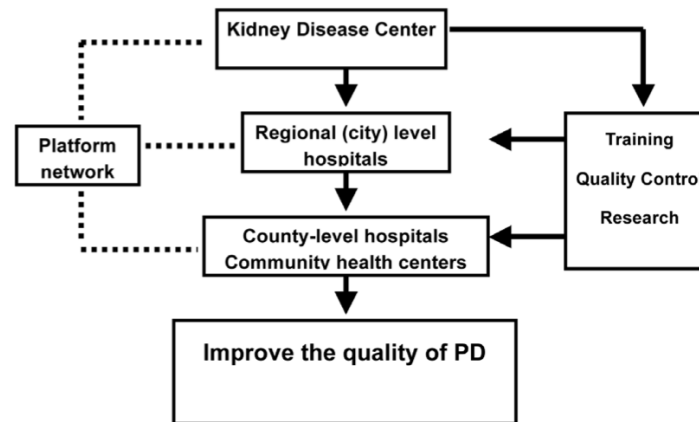 Kidney Disease Center
Regional (city) level
hospitals
Platform
network
Training
Quality Control
Research
County-level hospitals
Community health centers
Improve the quality of PD